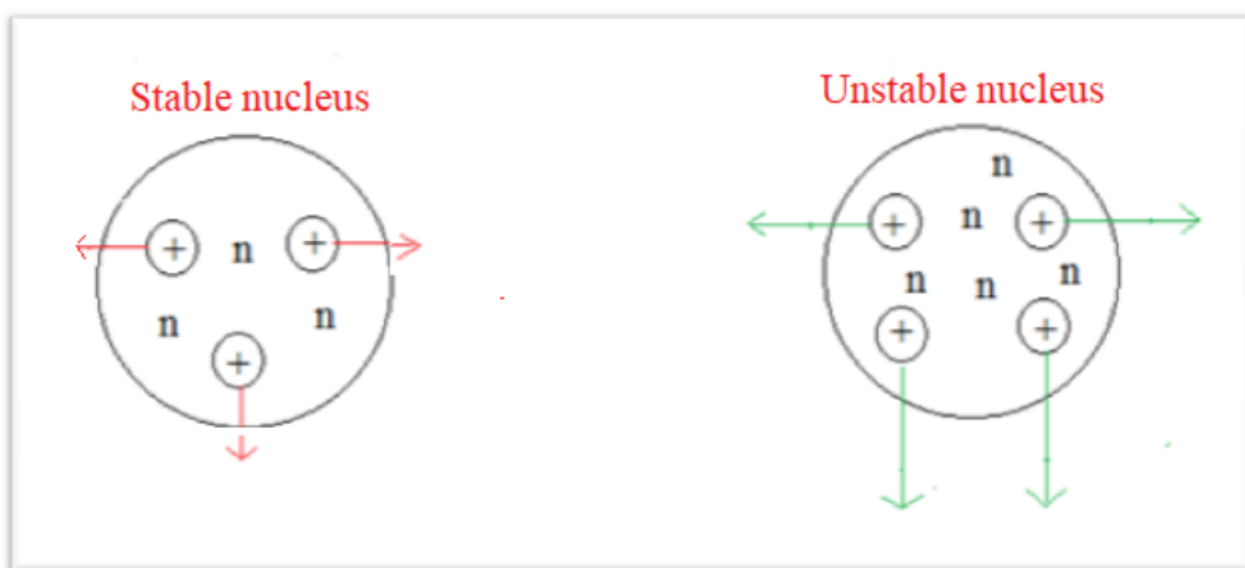 Stable nucleus
Unstable nucleus
+ n +
n n
+
n
+ n +
n n n
+ +